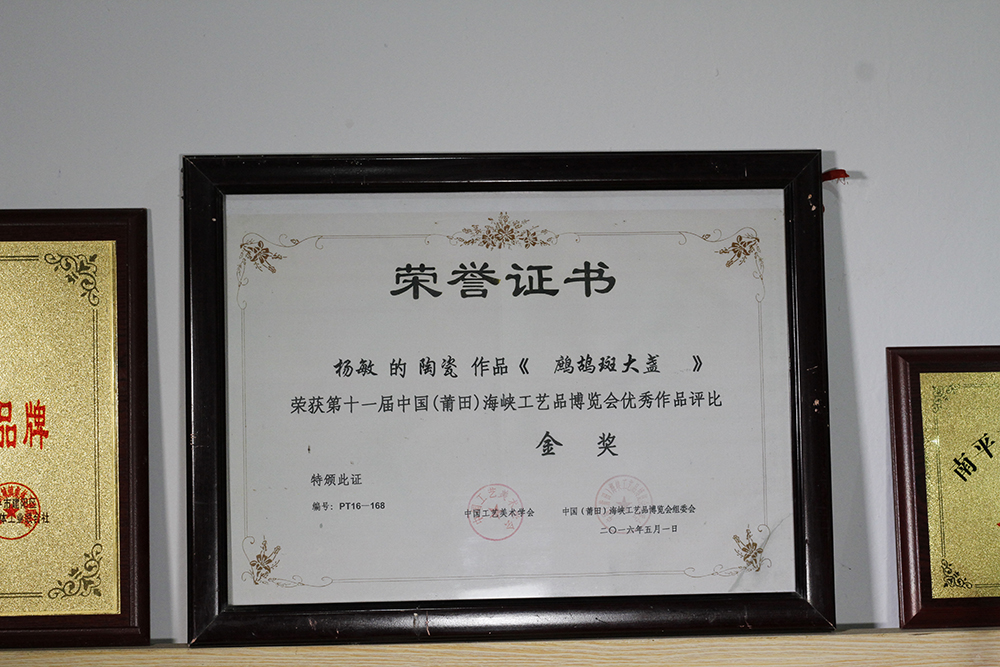 荣誉证书
杨敏 的 陶瓷 作品《 鹧鸪斑大盏 》
荣获第十一届中国(莆田)海峡工艺品博览会优秀作品评比
金 奖
特颁此证
编号: PT16-168
中国工艺美术学会
中国(莆田)海峡工艺品博览会组委会
二〇一六年五月一日
品牌
南平